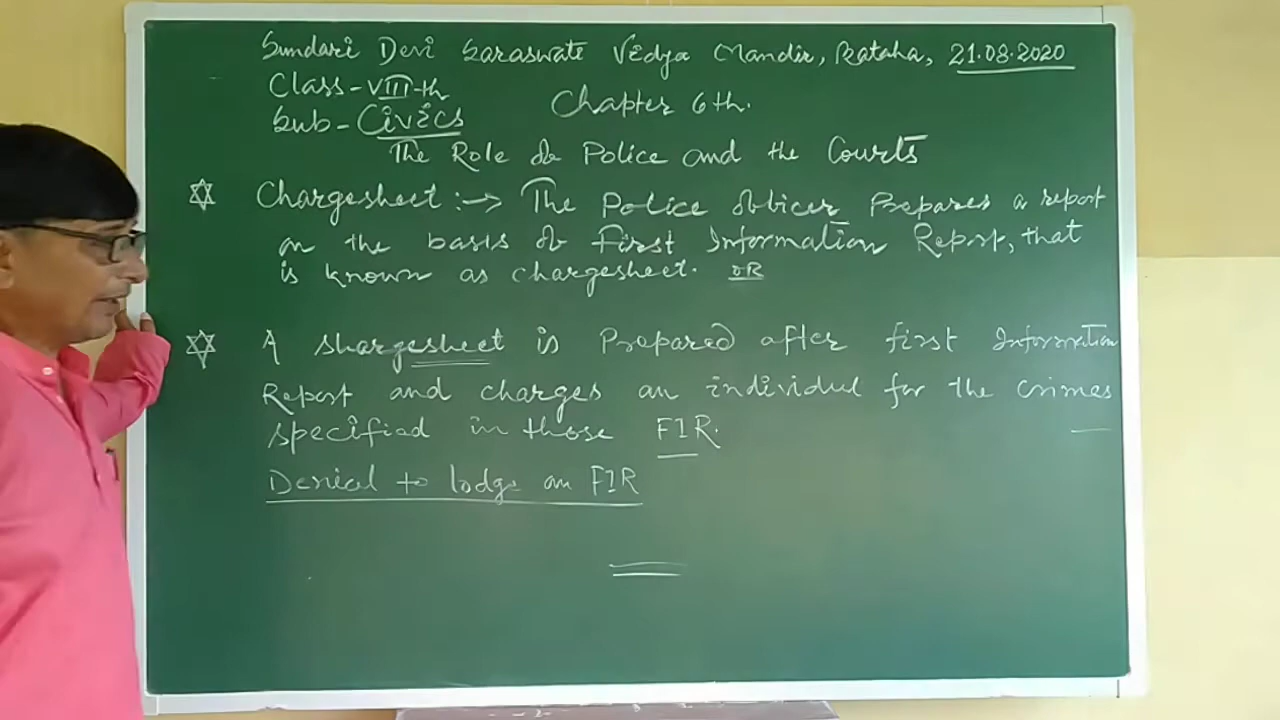 Sundari Devi Saraswate Vidya Mandir, Rataha, 21.08.2020
Class-VIII-th
Chapter 6th.
Sub-Civics
The Role of Police and the Courts
Chargesheet :-> The Police officer Prepares a report
on the basis of First Information Report, that
is known as chargesheet. OR
A shargesheet is Prepared after first Information
Report and charges an individul for the crimes
specified in those FIR.
Denial to lodge an FIR